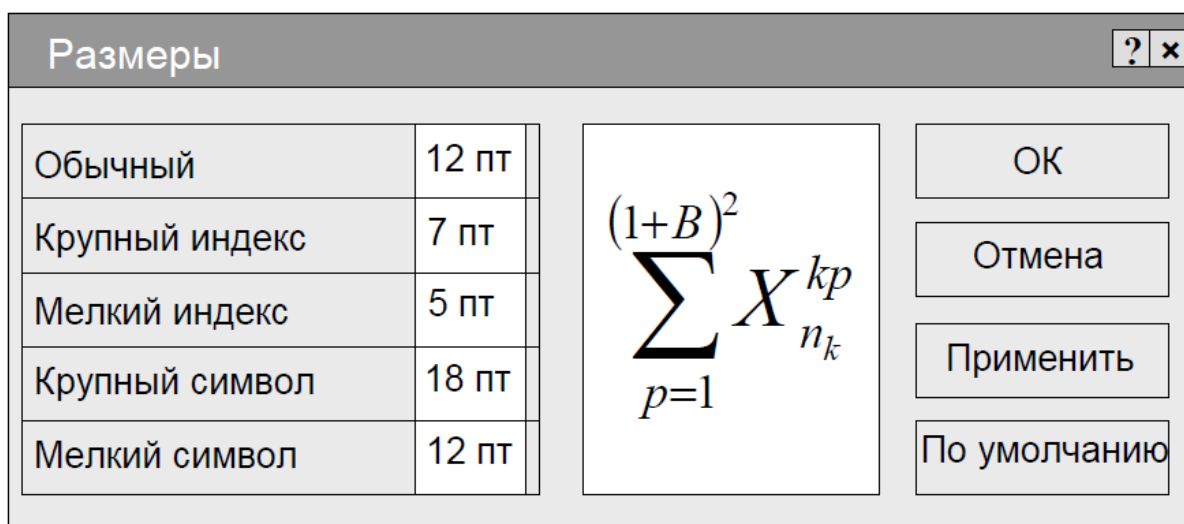 Размеры ? ×
Обычный 12 пт
Крупный индекс 7 пт
Мелкий индекс 5 пт
Крупный символ 18 пт
Мелкий символ 12 пт
(1+B)²
∑ X kp
n k
p=1
ОК
Отмена
Применить
По умолчанию